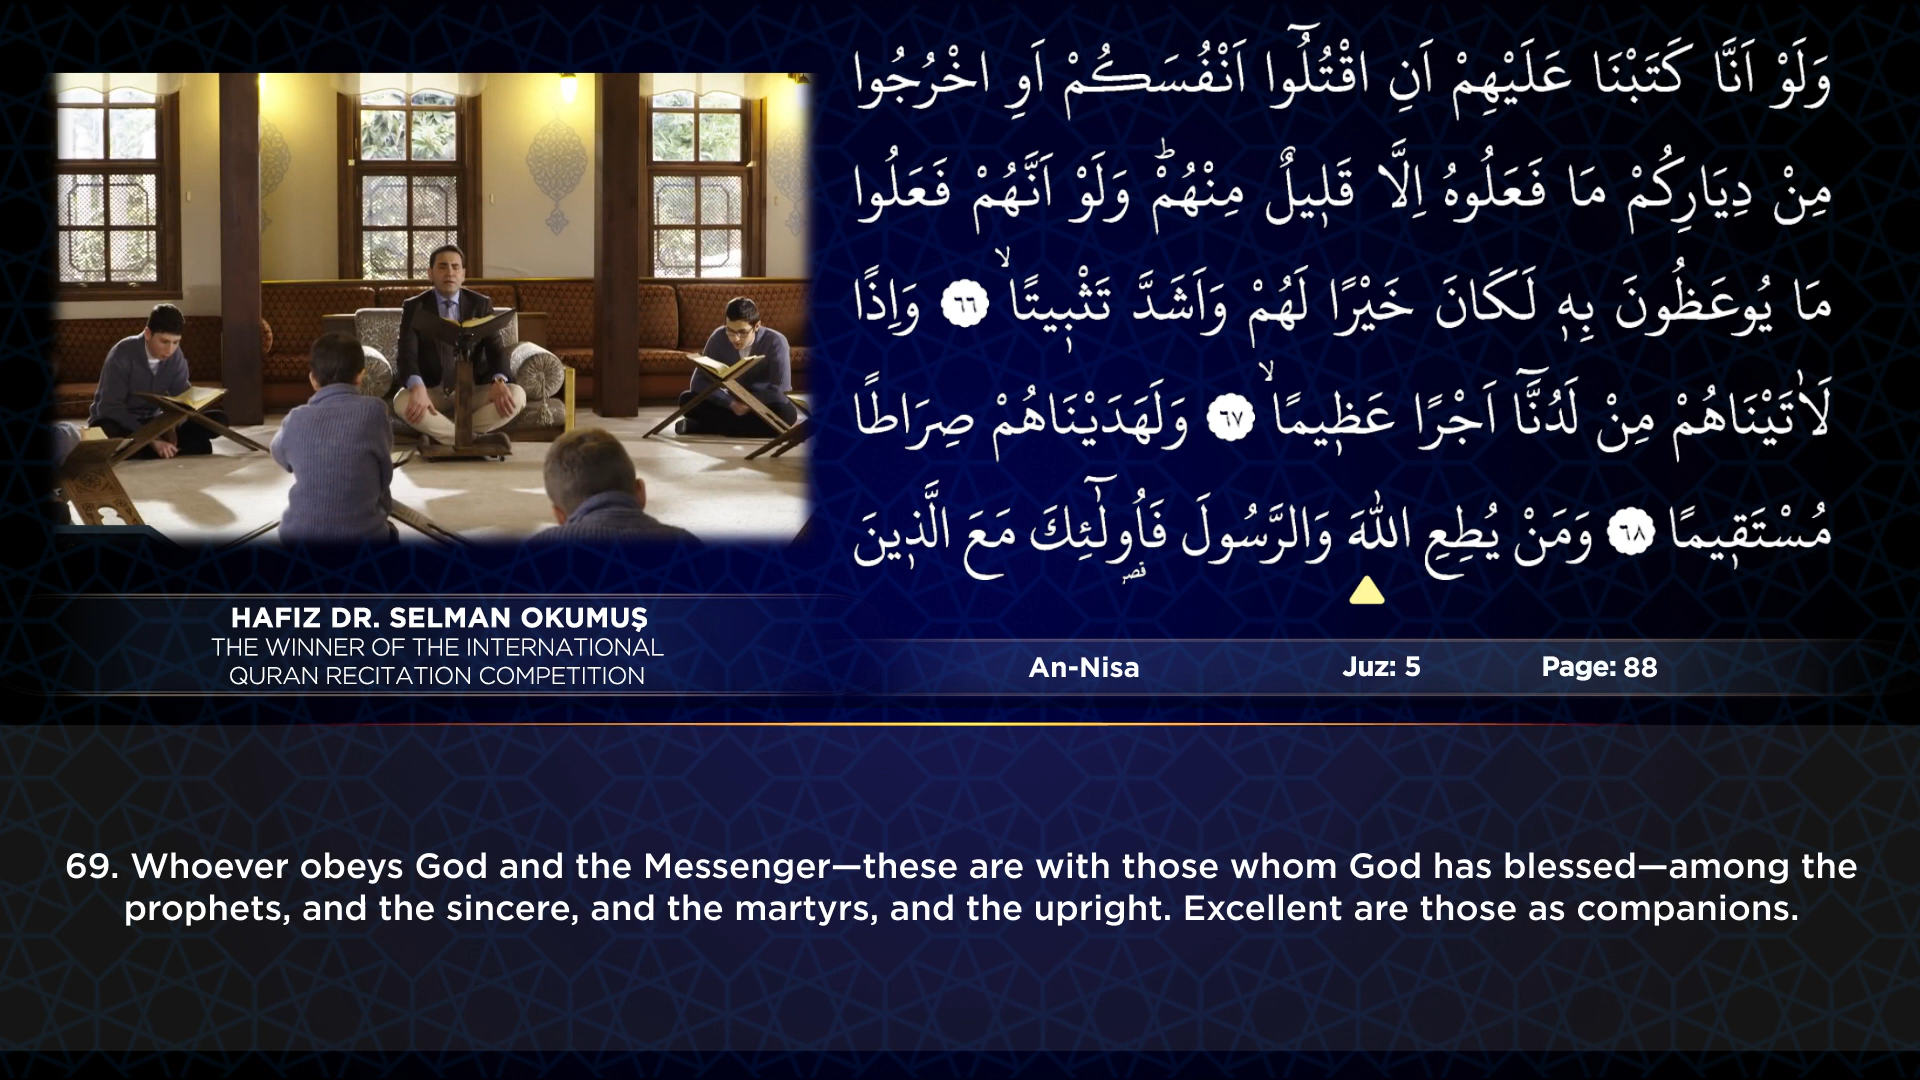 وَلَوْ اَنَّا كَتَبْنَا عَلَيْهِمْ اَنِ اقْتُلُٓوا اَنْفُسَكُمْ اَوِ اخْرُجُوا
مِنْ دِيَارِكُمْ مَا فَعَلُوهُ اِلَّا قَلٖيلٌ مِنْهُمْؕ وَلَوْ اَنَّهُمْ فَعَلُوا
مَا يُوعَظُونَ بِهٖ لَكَانَ خَيْرًا لَهُمْ وَاَشَدَّ تَثْبٖيتًاۙ ٦٦ وَاِذًا
لَاٰتَيْنَاهُمْ مِنْ لَدُنَّٓا اَجْرًا عَظٖيمًاۙ ٦٧ وَلَهَدَيْنَاهُمْ صِرَاطًا
مُسْتَقٖيمًا ٦٨ وَمَنْ يُطِعِ اللّٰهَ وَالرَّسُولَ فَاُو۬لٰٓئِكَ مَعَ الَّذٖينَ
قصر
HAFIZ DR. SELMAN OKUMUŞ
THE WINNER OF THE INTERNATIONAL
QURAN RECITATION COMPETITION
An-Nisa Juz: 5 Page: 88
69. Whoever obeys God and the Messenger—these are with those whom God has blessed—among the
prophets, and the sincere, and the martyrs, and the upright. Excellent are those as companions.